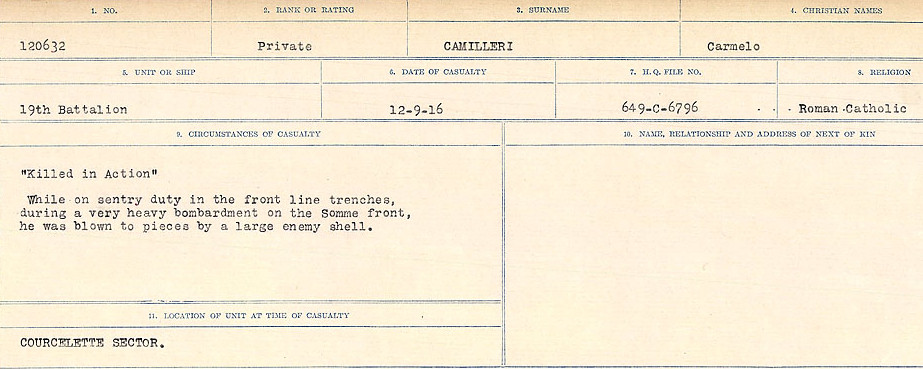 1. NO. 2. RANK OR RATING 3. SURNAME 4. CHRISTIAN NAMES
120632 Private CAMILLERI Carmelo
5. UNIT OR SHIP 6. DATE OF CASUALTY 7. H. Q. FILE NO. 8. RELIGION
19th Battalion 12-9-16 649-C-6796 Roman Catholic
9. CIRCUMSTANCES OF CASUALTY 10. NAME, RELATIONSHIP AND ADDRESS OF NEXT OF KIN
"Killed in Action"
While on sentry duty in the front line trenches,
during a very heavy bombardment on the Somme front,
he was blown to pieces by a large enemy shell.
11. LOCATION OF UNIT AT TIME OF CASUALTY
COURCELETTE SECTOR.